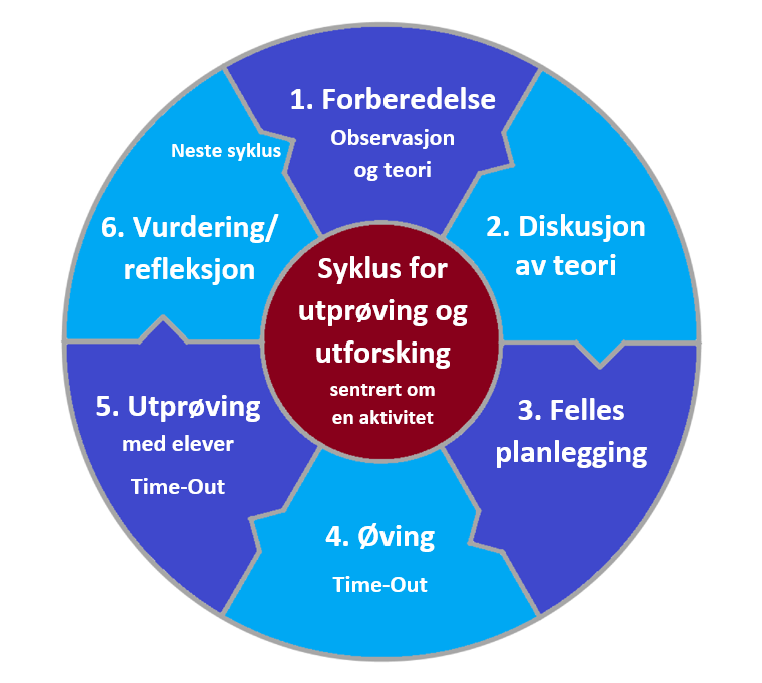 1. Forberedelse
Observasjon
og teori
2. Diskusjon
av teori
3. Felles
planlegging
4. Øving
Time-Out
5. Utprøving
med elever
Time-Out
6. Vurdering/
refleksjon
Neste syklus
Syklus for
utprøving og
utforsking
sentrert om
en aktivitet